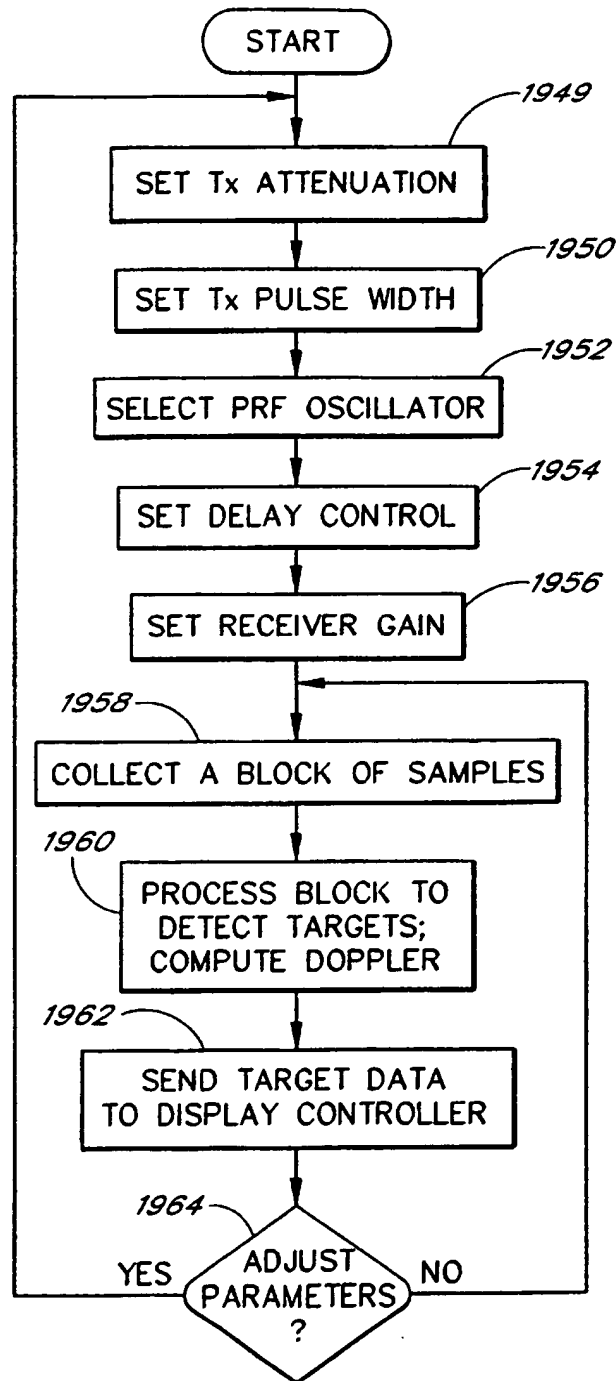 START
1949
SET Tx ATTENUATION
1950
SET Tx PULSE WIDTH
1952
SELECT PRF OSCILLATOR
1954
SET DELAY CONTROL
1956
SET RECEIVER GAIN
1958
COLLECT A BLOCK OF SAMPLES
1960
PROCESS BLOCK TO
DETECT TARGETS;
COMPUTE DOPPLER
1962
SEND TARGET DATA
TO DISPLAY CONTROLLER
1964
YES
ADJUST
PARAMETERS
?
NO